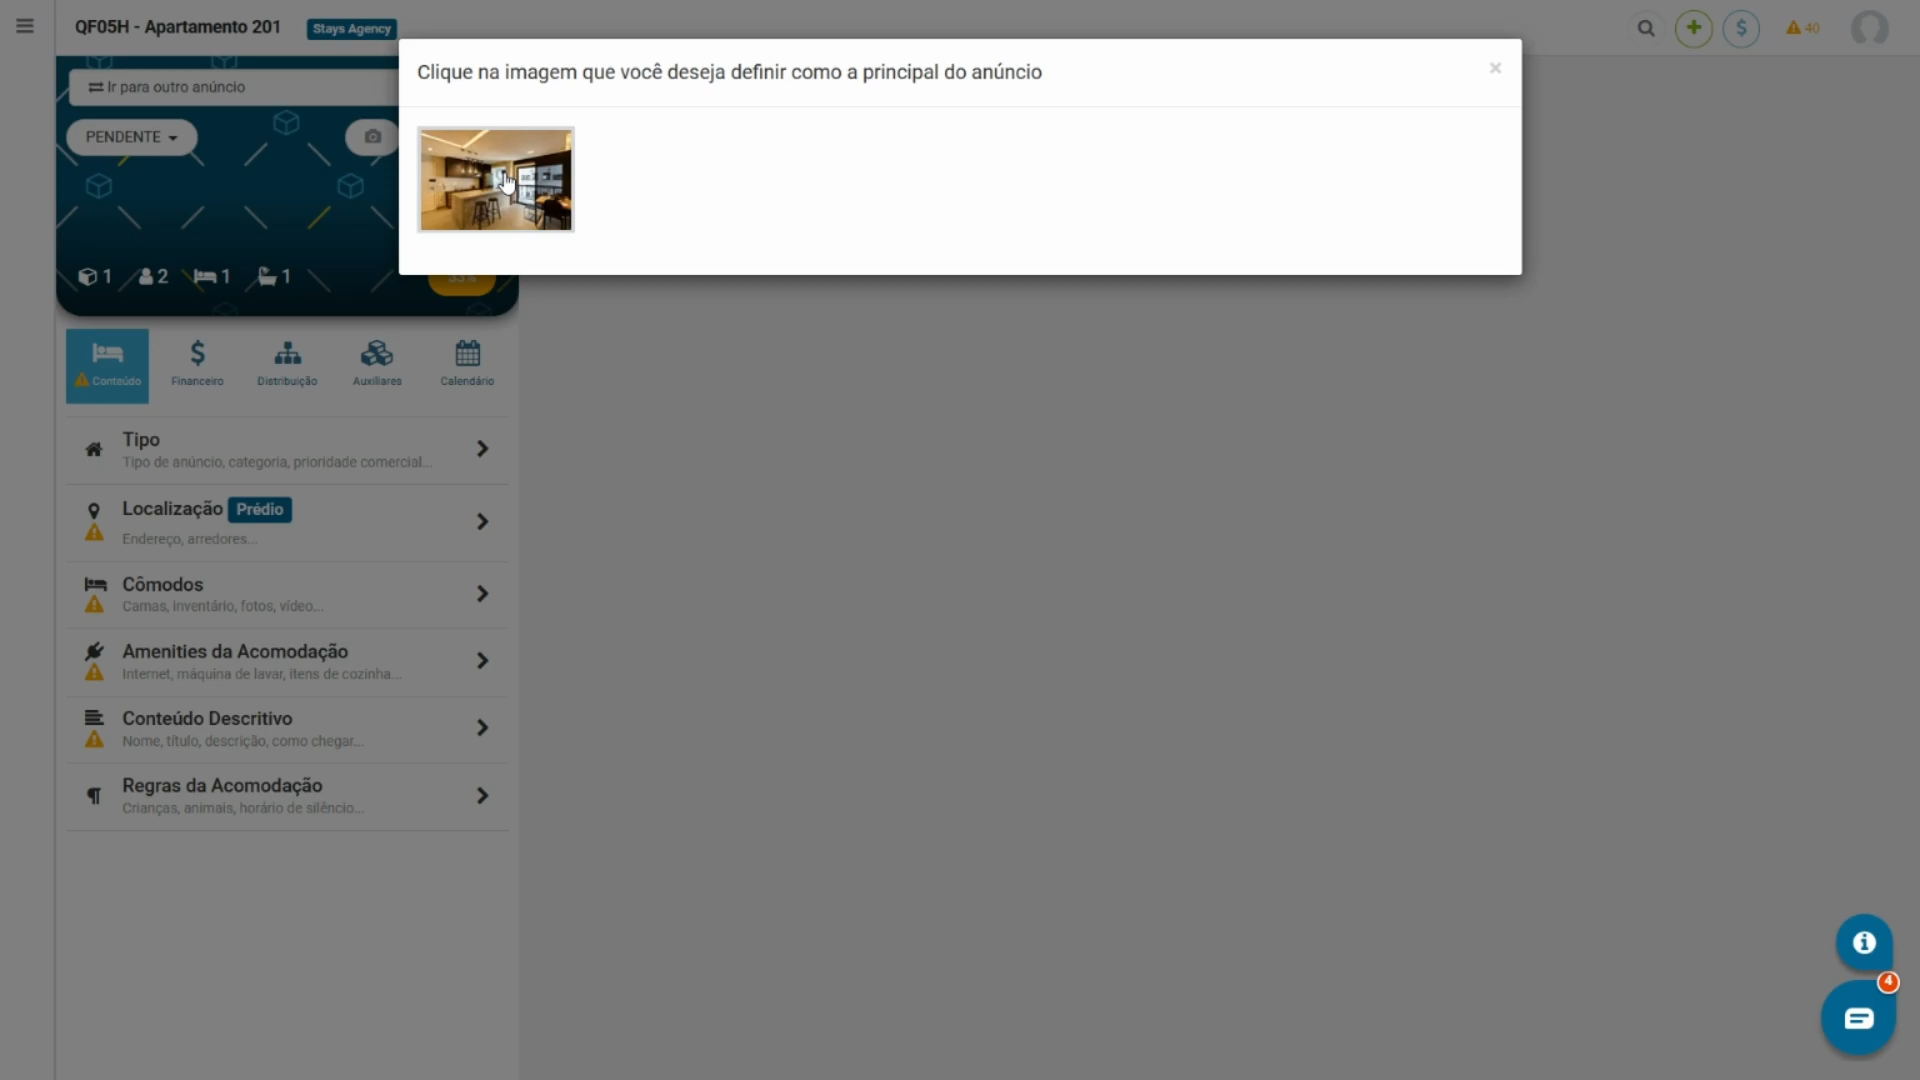 QF05H - Apartamento 201
Stays Agency
40
Ir para outro anúncio
Clique na imagem que você deseja definir como a principal do anúncio
×
PENDENTE
1
2
1
1
33%
Conteúdo
Financeiro
Distribuição
Auxiliares
Calendário
Tipo
Tipo de anúncio, categoria, prioridade comercial...
Localização Prédio
Endereço, arredores...
Cômodos
Camas, inventário, fotos, vídeo...
Amenities da Acomodação
Internet, máquina de lavar, itens de cozinha...
Conteúdo Descritivo
Nome, título, descrição, como chegar...
Regras da Acomodação
Crianças, animais, horário de silêncio...
4